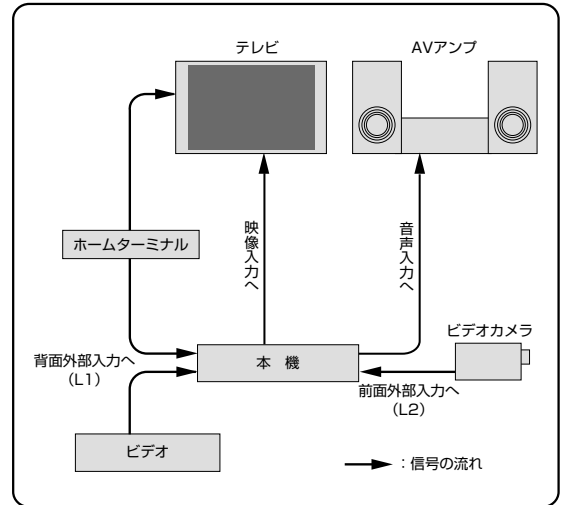 テレビ
AVアンプ
ホームターミナル
映像入力へ
音声入力へ
ビデオカメラ
背面外部入力へ
(L1)
本 機
前面外部入力へ
(L2)
ビデオ
：信号の流れ